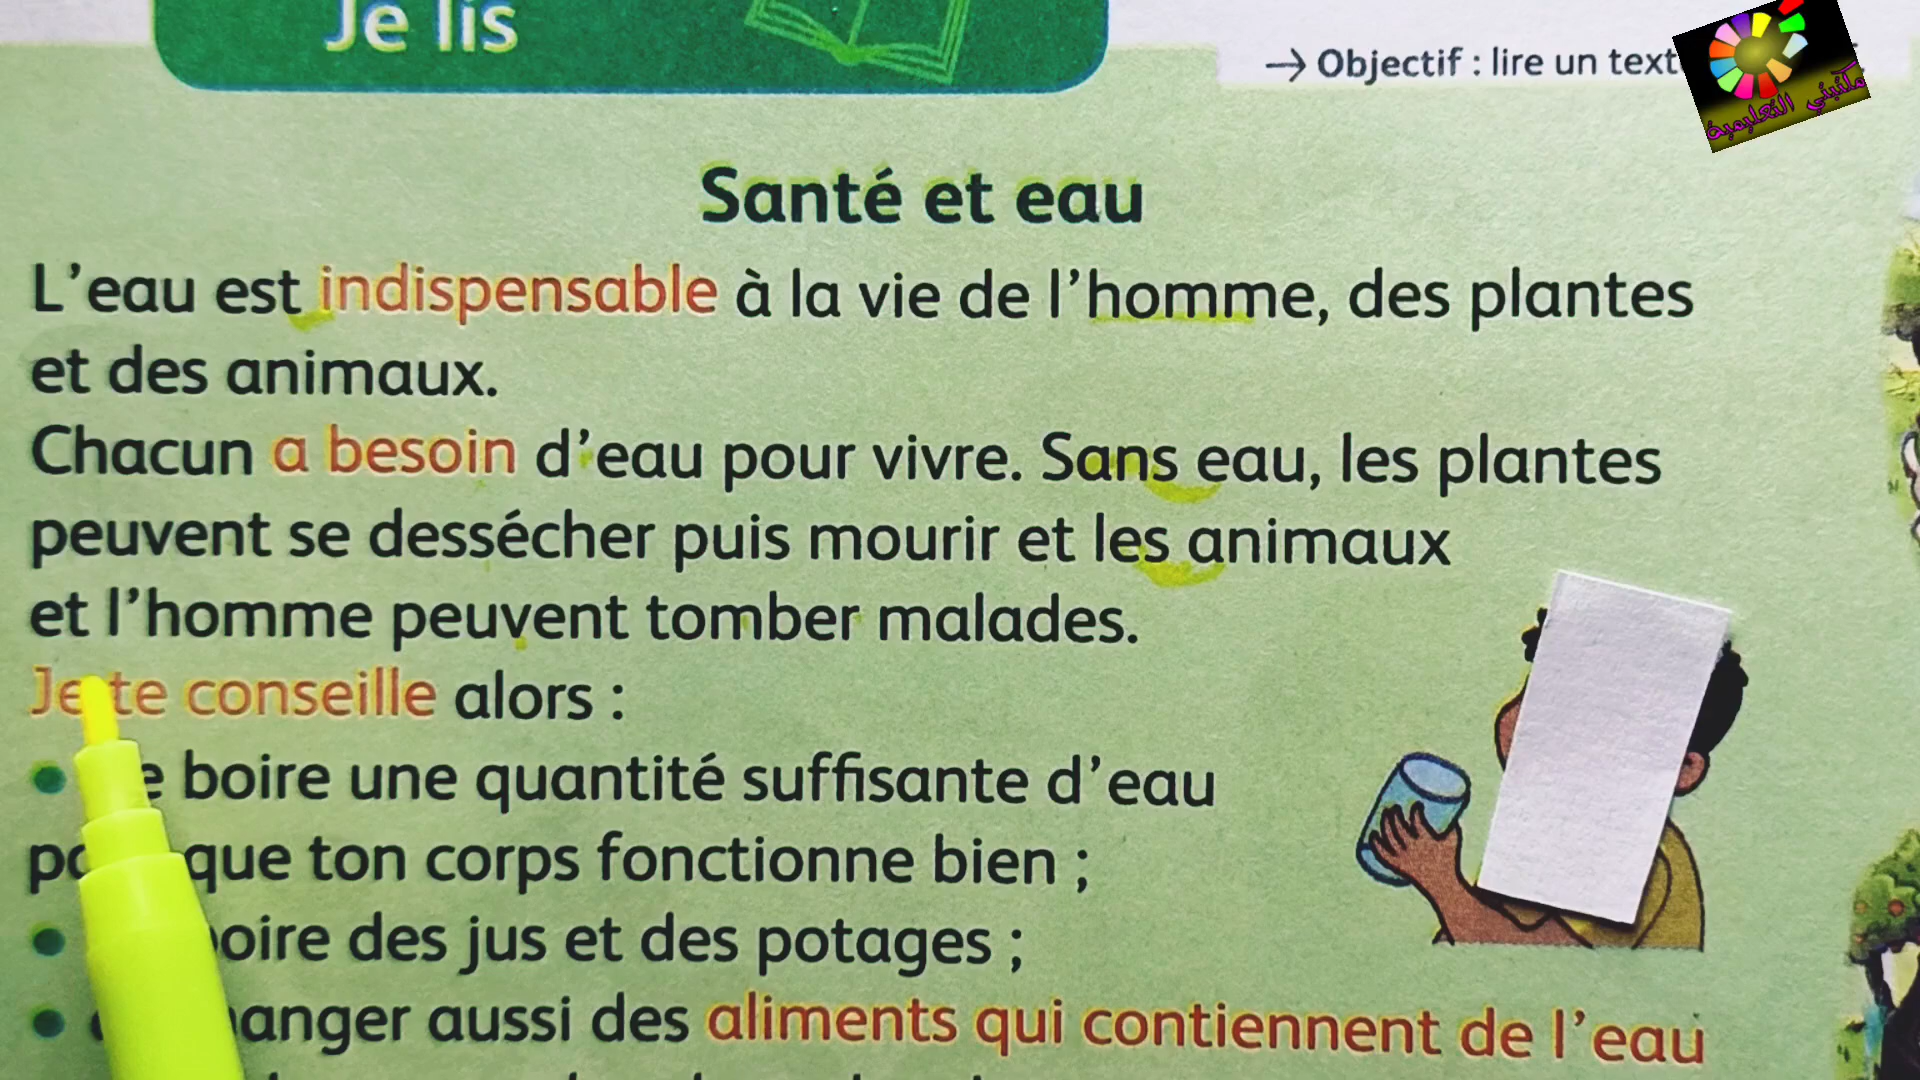 Je lis
→ Objectif : lire un text
مكتبتي التعليمية
Santé et eau
L’eau est indispensable à la vie de l’homme, des plantes
et des animaux.
Chacun a besoin d’eau pour vivre. Sans eau, les plantes
peuvent se dessécher puis mourir et les animaux
et l’homme peuvent tomber malades.
Je te conseille alors :
• e boire une quantité suffisante d’eau
que ton corps fonctionne bien ;
• boire des jus et des potages ;
• anger aussi des aliments qui contiennent de l’eau